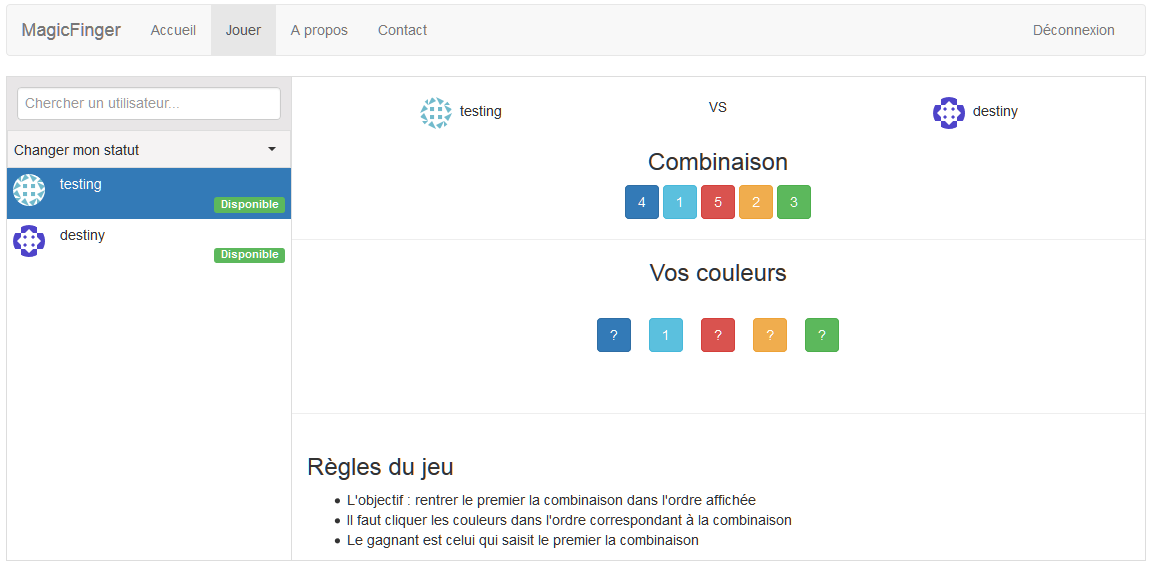 MagicFinger Accueil Jouer A propos Contact Déconnexion
Chercher un utilisateur...
Changer mon statut
testing
Disponible
destiny
Disponible
testing VS destiny
Combinaison
4 1 5 2 3
Vos couleurs
? 1 ? ? ?
Règles du jeu
L'objectif : rentrer le premier la combinaison dans l'ordre affichée
Il faut cliquer les couleurs dans l'ordre correspondant à la combinaison
Le gagnant est celui qui saisit le premier la combinaison